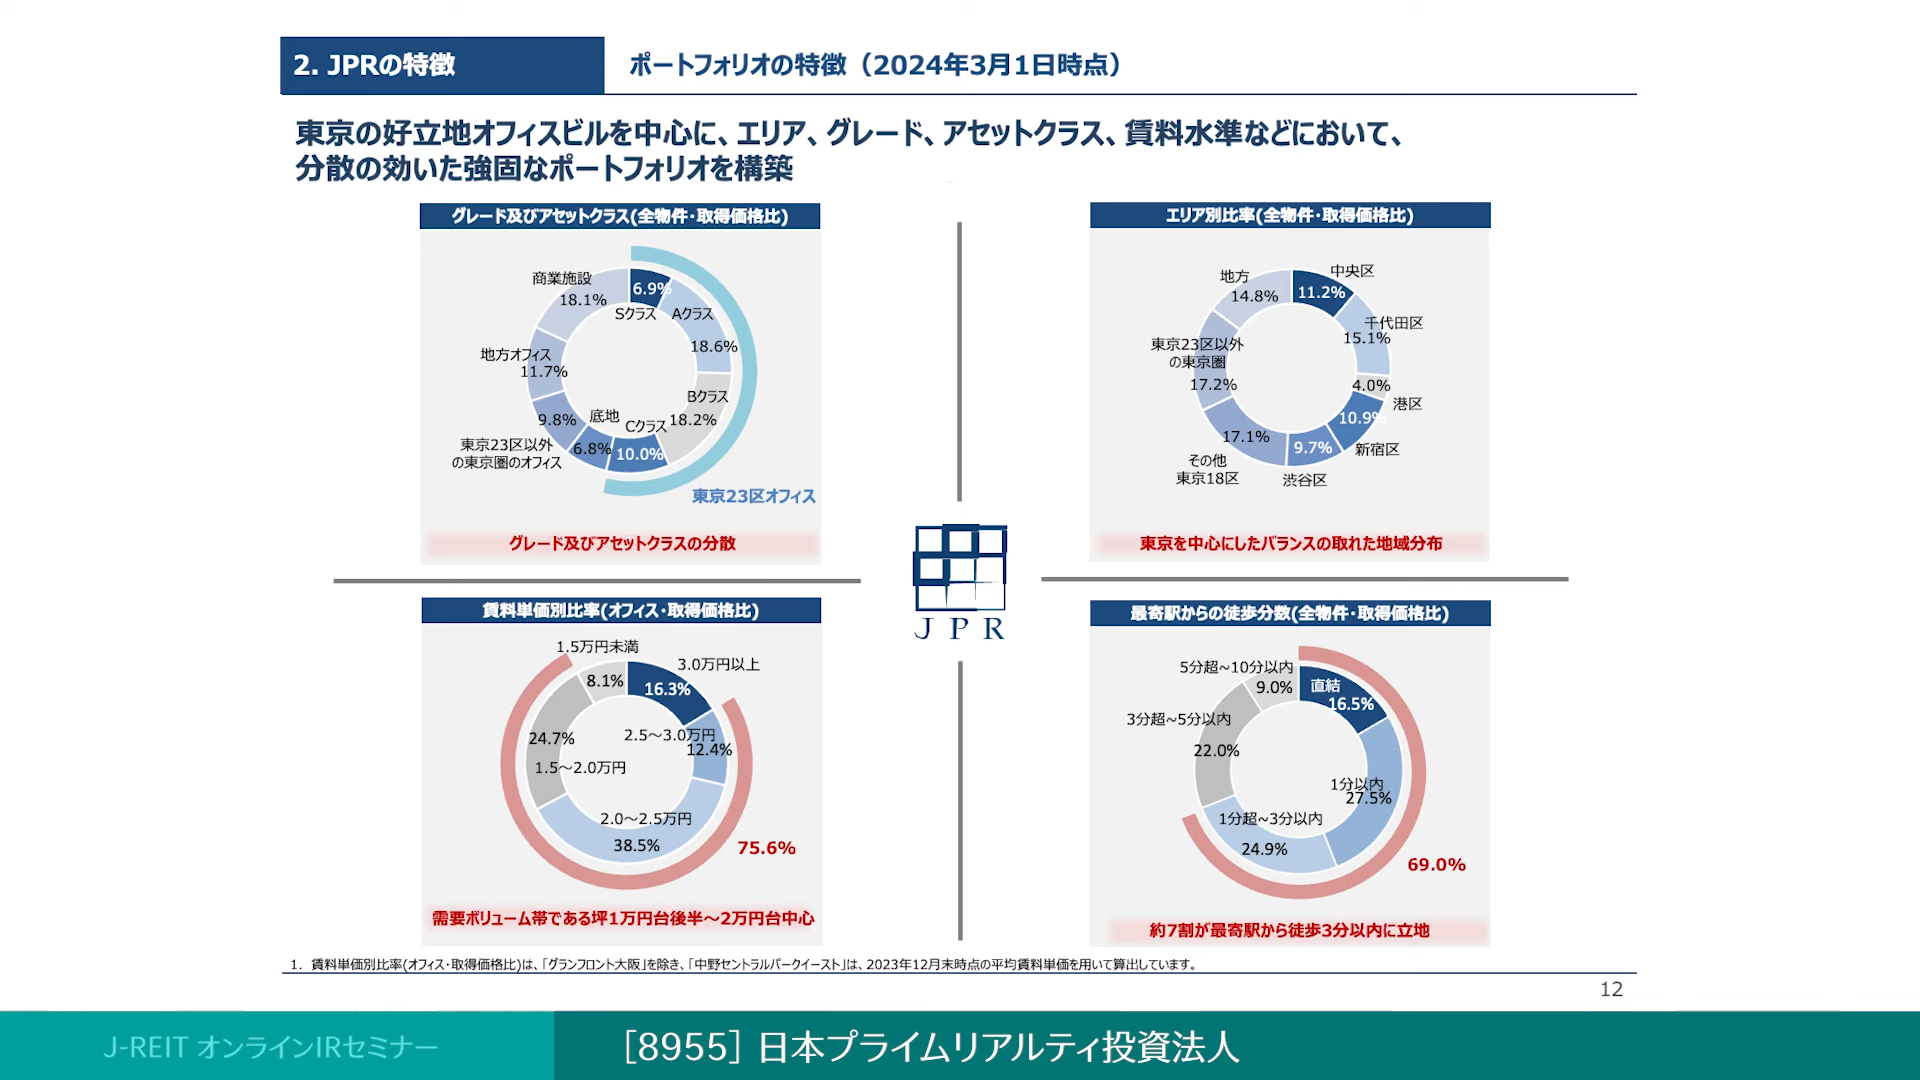 2. JPRの特徴
ポートフォリオの特徴（2024年3月1日時点）
東京の好立地オフィスビルを中心に、エリア、グレード、アセットクラス、賃料水準などにおいて、
分散の効いた強固なポートフォリオを構築
グレード及びアセットクラス(全物件・取得価格比)
商業施設
18.1%
6.9%
Sクラス
Aクラス
18.6%
地方オフィス
11.7%
Bクラス
18.2%
9.8%
底地
Cクラス
東京23区以外
の東京圏のオフィス
6.8%
10.0%
東京23区オフィス
グレード及びアセットクラスの分散
エリア別比率(全物件・取得価格比)
地方
14.8%
中央区
11.2%
千代田区
15.1%
東京23区以外
の東京圏
17.2%
4.0%
港区
10.9%
新宿区
17.1%
その他
東京18区
9.7%
渋谷区
東京を中心にしたバランスの取れた地域分布
JPR
賃料単価別比率(オフィス・取得価格比)
1.5万円未満
8.1%
3.0万円以上
16.3%
24.7%
1.5～2.0万円
2.5～3.0万円
12.4%
2.0～2.5万円
38.5%
75.6%
需要ボリューム帯である坪1万円台後半～2万円台中心
最寄駅からの徒歩分数(全物件・取得価格比)
5分超~10分以内
9.0%
直結
16.5%
3分超~5分以内
22.0%
1分以内
27.5%
1分超~3分以内
24.9%
69.0%
約7割が最寄駅から徒歩3分以内に立地
1. 賃料単価別比率(オフィス・取得価格比)は、「グランフロント大阪」を除き、「中野セントラルパークイースト」は、2023年12月末時点の平均賃料単価を用いて算出しています。
12
J-REIT オンラインIRセミナー
［8955］日本プライムリアルティ投資法人